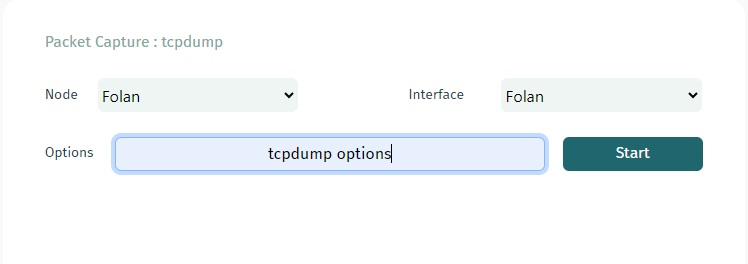 Packet Capture : tcpdump
Node Folan Interface Folan
Options tcpdump options Start